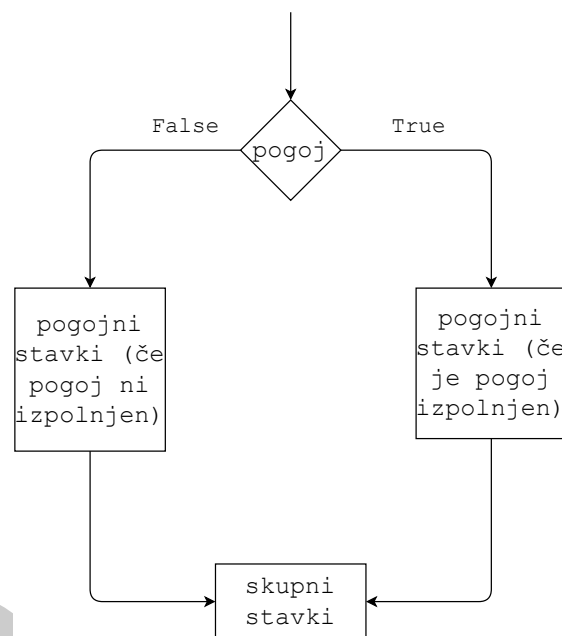 False
True
pogoj
pogojni
stavki (če
pogoj ni
izpolnjen)
pogojni
stavki (če
je pogoj
izpolnjen)
skupni
stavki